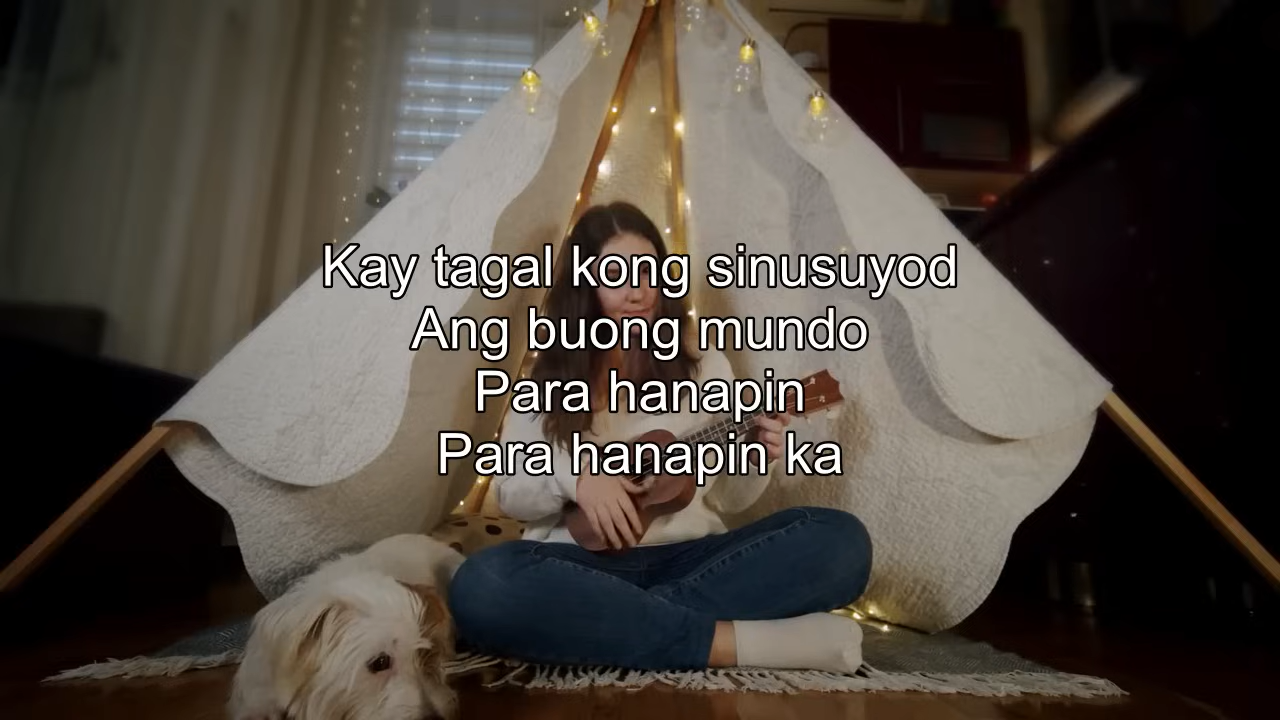 Kay tagal kong sinusuyod
Ang buong mundo
Para hanapin
Para hanapin ka